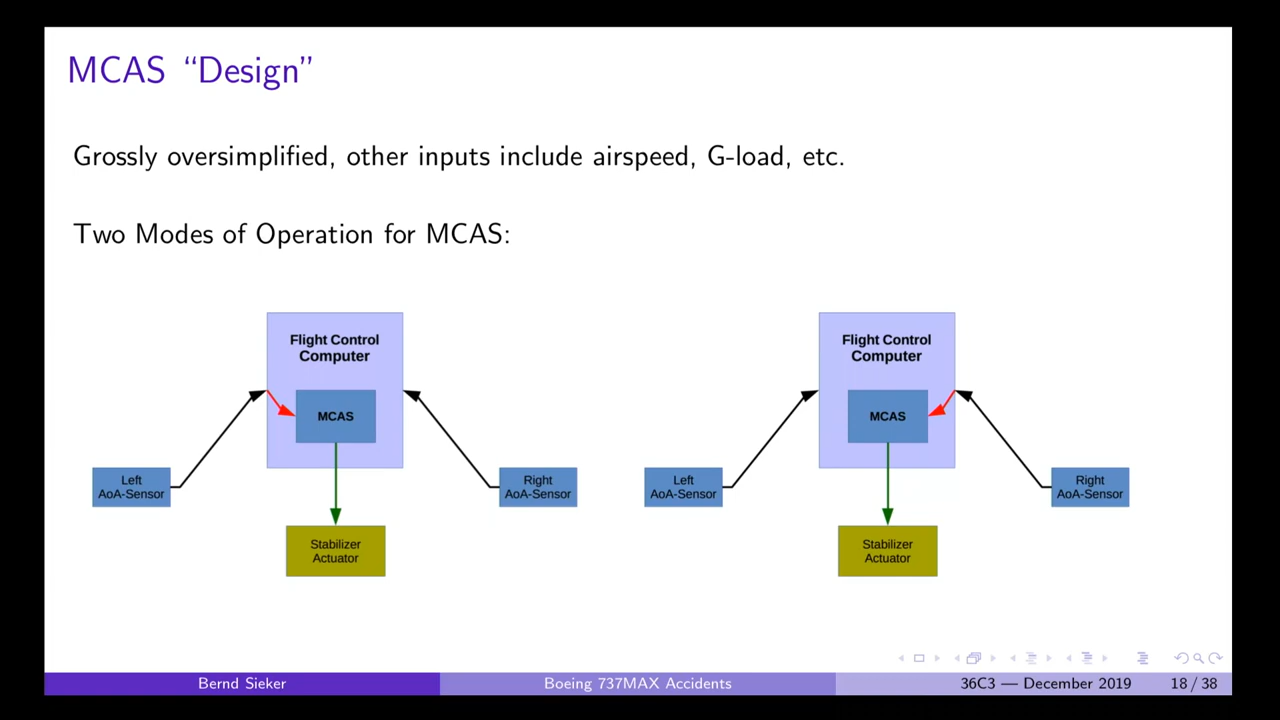 MCAS “Design”
Grossly oversimplified, other inputs include airspeed, G-load, etc.
Two Modes of Operation for MCAS:
Flight Control
Computer
MCAS
Left
AoA-Sensor
Right
AoA-Sensor
Stabilizer
Actuator
Flight Control
Computer
MCAS
Left
AoA-Sensor
Right
AoA-Sensor
Stabilizer
Actuator
Bernd Sieker
Boeing 737MAX Accidents
36C3 — December 2019
18 / 38